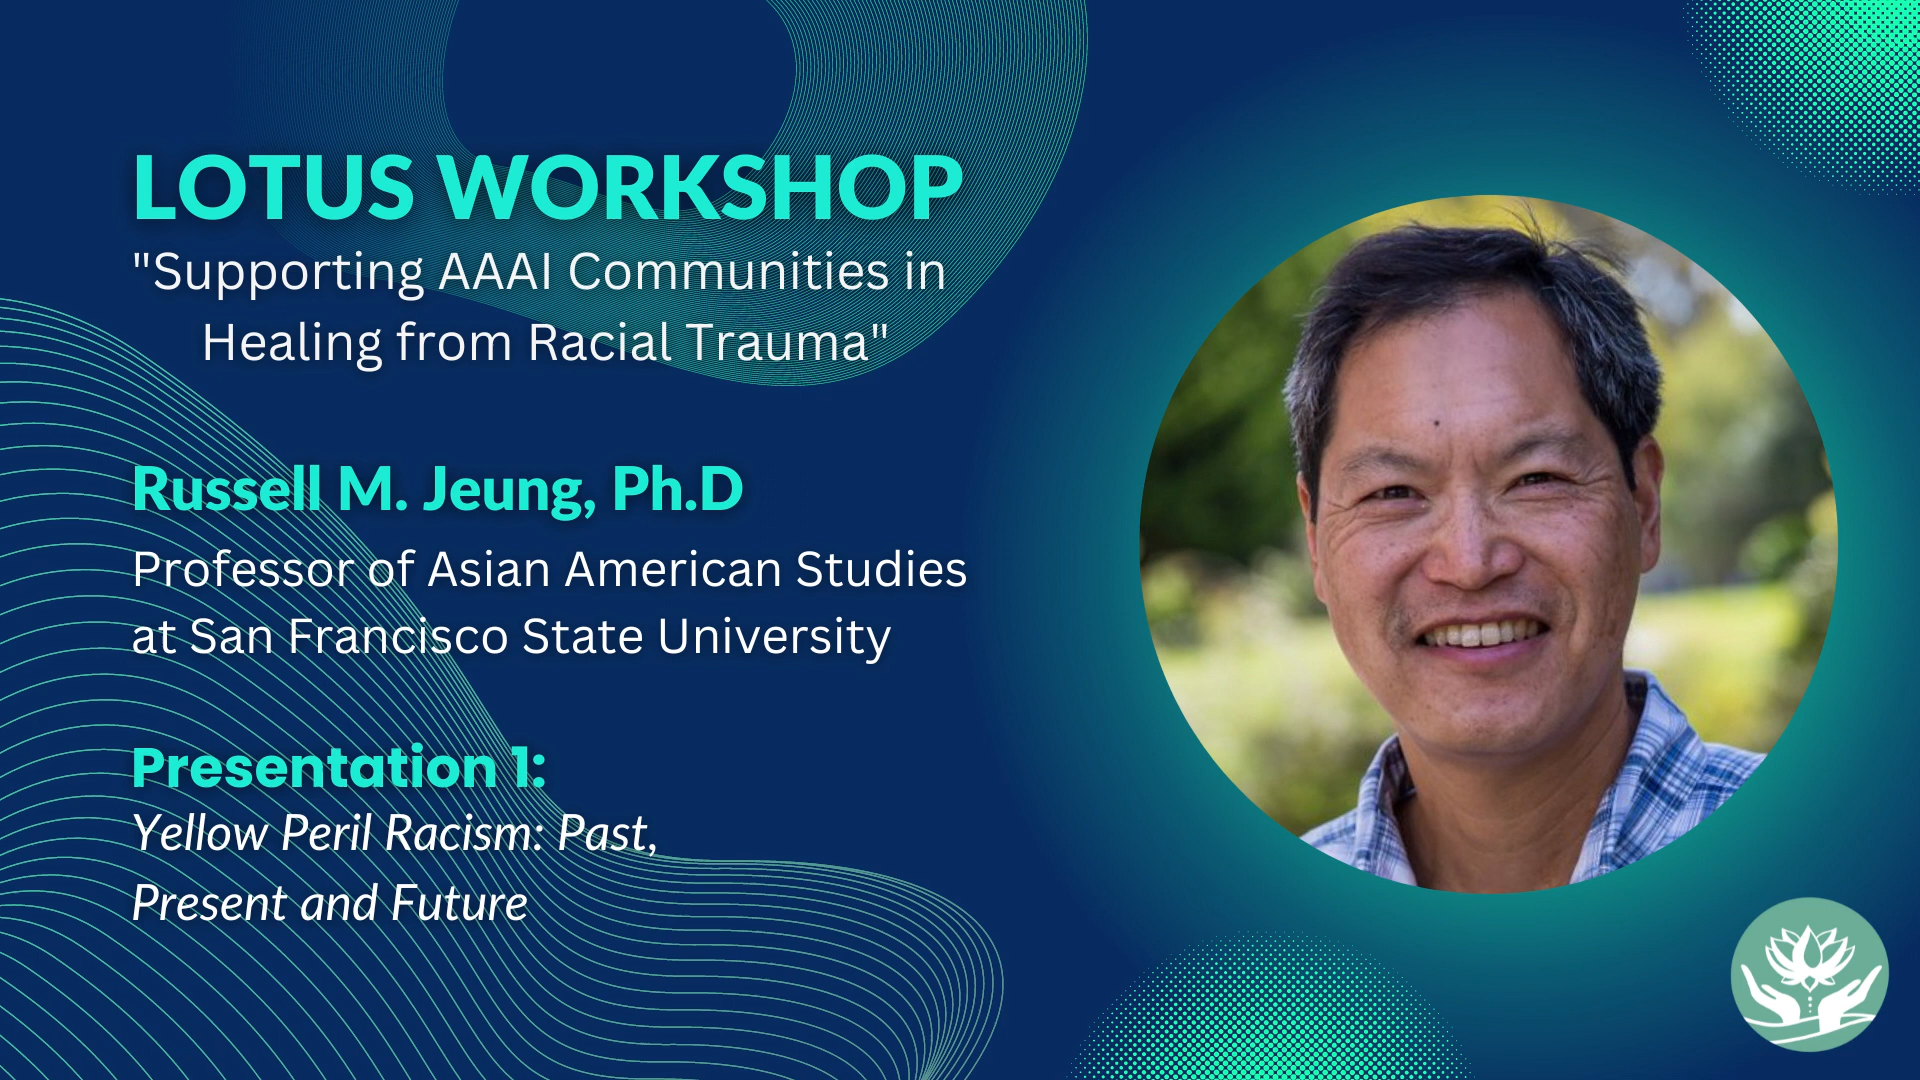 LOTUS WORKSHOP
"Supporting AAAI Communities in
Healing from Racial Trauma"
Russell M. Jeung, Ph.D
Professor of Asian American Studies
at San Francisco State University
Presentation 1:
Yellow Peril Racism: Past,
Present and Future